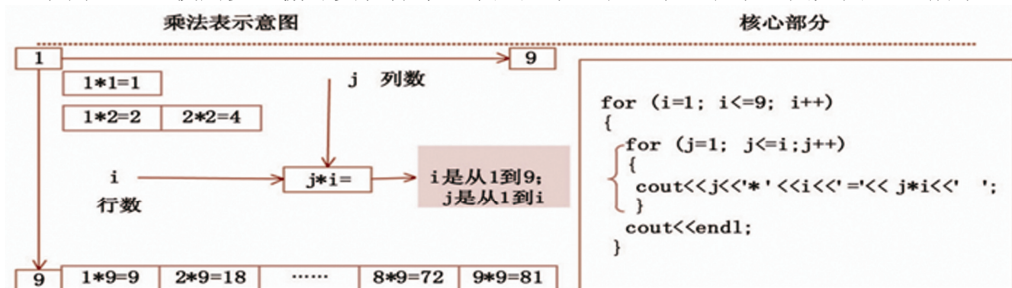 乘法表示意图
核心部分
1
9
1*1=1
j 列数
1*2=2
2*2=4
i
行数
j*i=
i是从1到9;
j是从1到i
9
1*9=9
2*9=18
……
8*9=72
9*9=81
for (i=1; i<=9; i++)
{
for (j=1; j<=i;j++)
{
cout<<j<<'*'<<i<<'='<< j*i<<'  ';
}
cout<<endl;
}